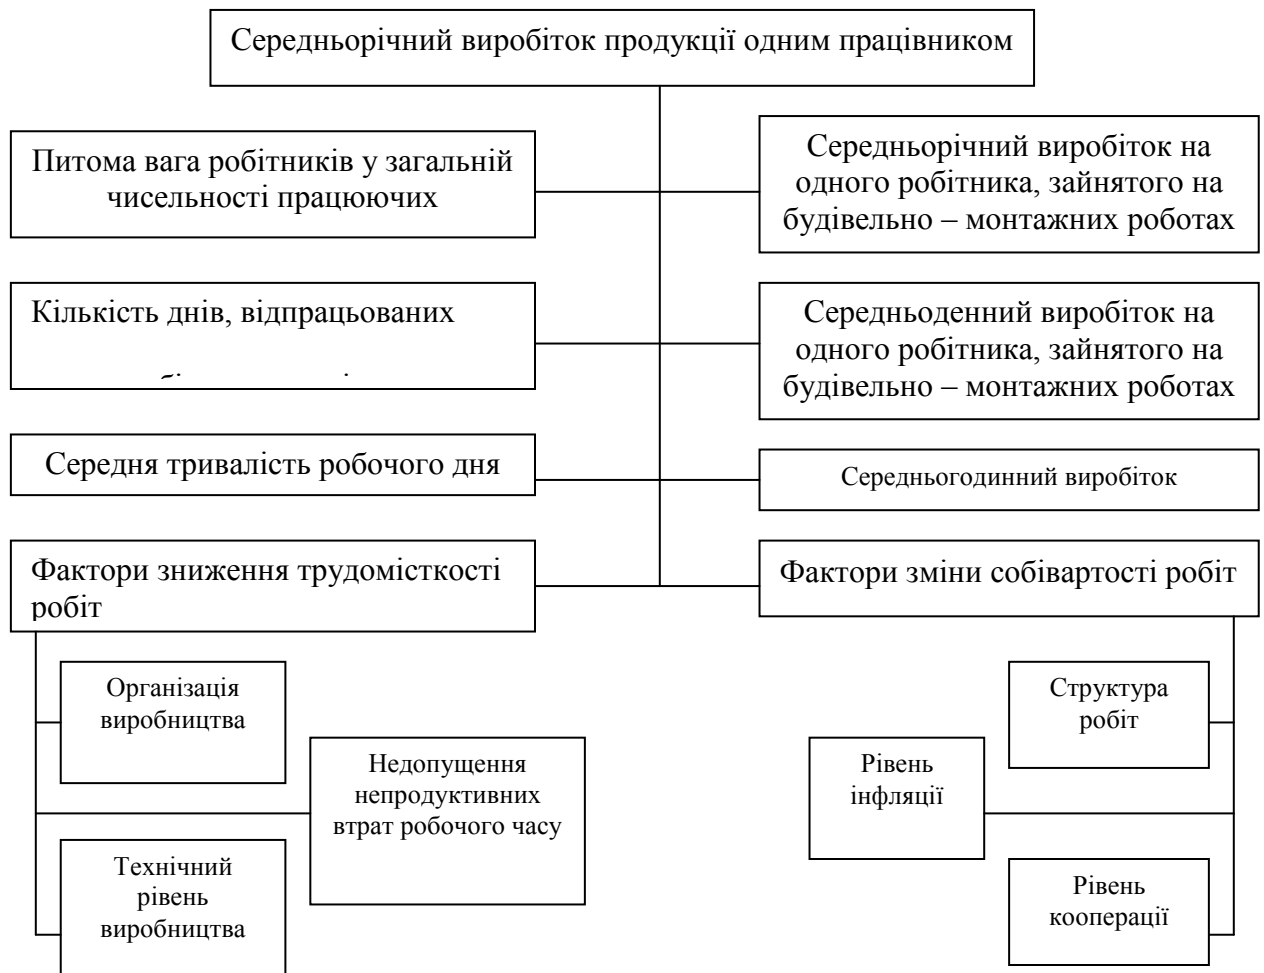 Середньорічний виробіток продукції одним працівником
Питома вага робітників у загальній
чисельності працюючих
Середньорічний виробіток на
одного робітника, зайнятого на
будівельно – монтажних роботах
Кількість днів, відпрацьованих
Середньоденний виробіток на
одного робітника, зайнятого на
будівельно – монтажних роботах
Середня тривалість робочого дня
Середньогодинний виробіток
Фактори зниження трудомісткості
робіт
Фактори зміни собівартості робіт
Організація
виробництва
Недопущення
непродуктивних
втрат робочого часу
Технічний
рівень
виробництва
Структура
робіт
Рівень
інфляції
Рівень
кооперації